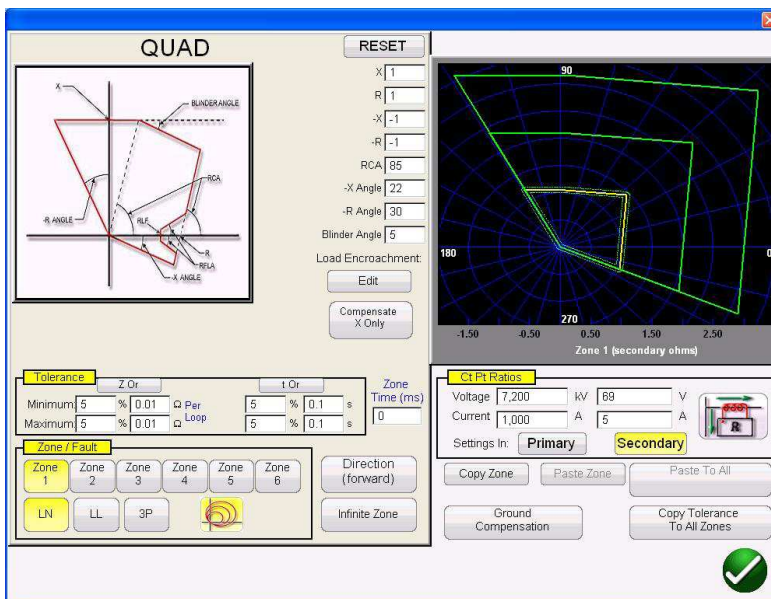 QUAD
RESET
X
BLINDER ANGLE
RCA
-R ANGLE
RLF
R
RFLA
-X ANGLE
X 1
R 1
-X -1
-R -1
RCA 85
-X Angle 22
-R Angle 30
Blinder Angle 5
Load Encroachment:
Edit
Compensate
X Only
90
180
0
270
-1.50 -0.50 0.50 1.50 2.50
Zone 1 (secondary ohms)
Tolerance
Z Or
t Or
Minimum: 5 % 0.01 Ω Per 5 % 0.1 s
Maximum: 5 % 0.01 Ω Loop 5 % 0.1 s
Zone
Time (ms)
0
Zone / Fault
Zone 1
Zone 2
Zone 3
Zone 4
Zone 5
Zone 6
LN LL 3P
Direction
(forward)
Infinite Zone
Ct Pt Ratios
Voltage 7,200 kV 69 V
Current 1,000 A 5 A
R
Settings In: Primary Secondary
Copy Zone Paste Zone Paste To All
Ground
Compensation
Copy Tolerance
To All Zones